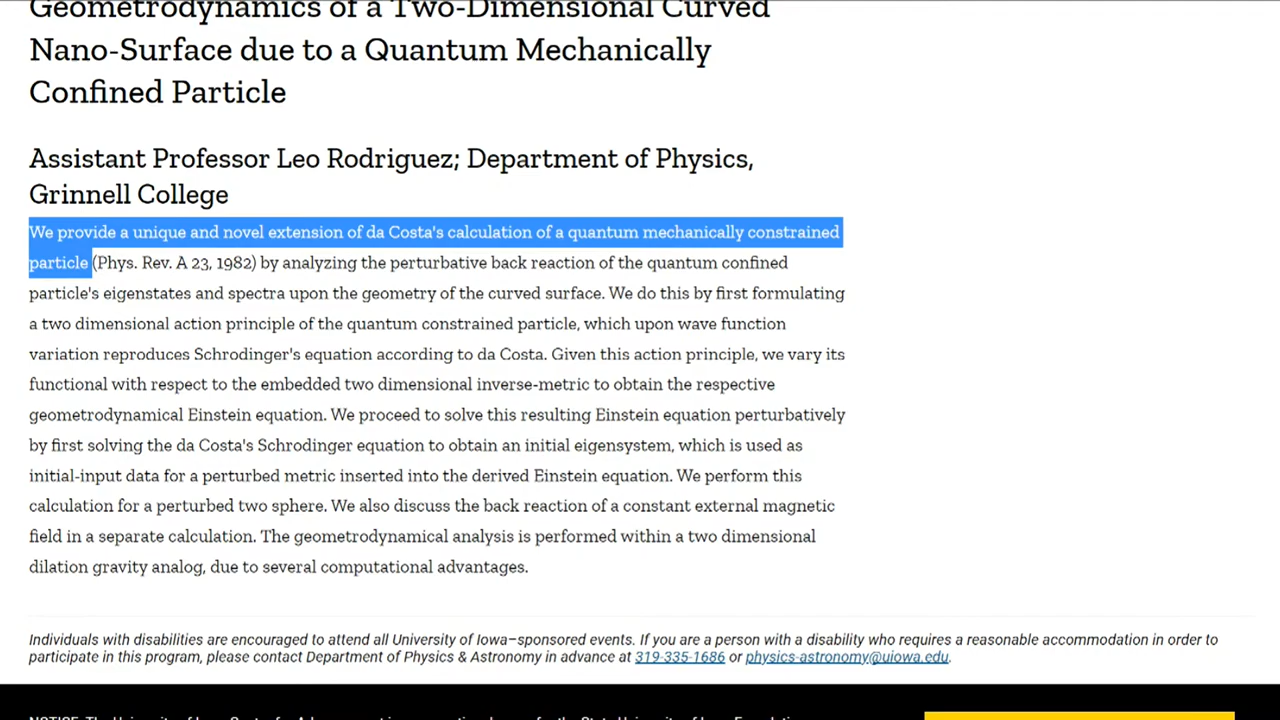 Geometrodynamics of a Two-Dimensional Curved
Nano-Surface due to a Quantum Mechanically
Confined Particle
Assistant Professor Leo Rodriguez; Department of Physics,
Grinnell College
We provide a unique and novel extension of da Costa's calculation of a quantum mechanically constrained
particle (Phys. Rev. A 23, 1982) by analyzing the perturbative back reaction of the quantum confined
particle's eigenstates and spectra upon the geometry of the curved surface. We do this by first formulating
a two dimensional action principle of the quantum constrained particle, which upon wave function
variation reproduces Schrodinger's equation according to da Costa. Given this action principle, we vary its
functional with respect to the embedded two dimensional inverse-metric to obtain the respective
geometrodynamical Einstein equation. We proceed to solve this resulting Einstein equation perturbatively
by first solving the da Costa's Schrodinger equation to obtain an initial eigensystem, which is used as
initial-input data for a perturbed metric inserted into the derived Einstein equation. We perform this
calculation for a perturbed two sphere. We also discuss the back reaction of a constant external magnetic
field in a separate calculation. The geometrodynamical analysis is performed within a two dimensional
dilation gravity analog, due to several computational advantages.
Individuals with disabilities are encouraged to attend all University of Iowa–sponsored events. If you are a person with a disability who requires a reasonable accommodation in order to
participate in this program, please contact Department of Physics & Astronomy in advance at 319-335-1686 or physics-astronomy@uiowa.edu.